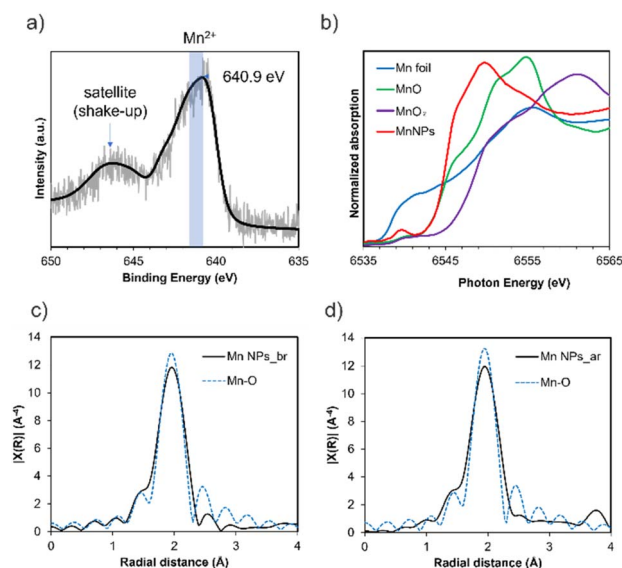 a)
Mn²⁺
640.9 eV
satellite
(shake-up)
Intensity (a.u.)
650
645
640
635
Binding Energy (eV)
b)
Mn foil
MnO
MnO₂
MnNPs
Normalized absorption
6535
6545
6555
6565
Photon Energy (eV)
c)
14
12
10
8
6
4
2
0
Mn NPs_br
Mn-O
|X(R)| (A⁻⁴)
0
1
2
3
4
Radial distance (Å)
d)
14
12
10
8
6
4
2
0
Mn NPs_ar
Mn-O
|X(R)| (A⁻⁴)
0
1
2
3
4
Radial distance (Å)